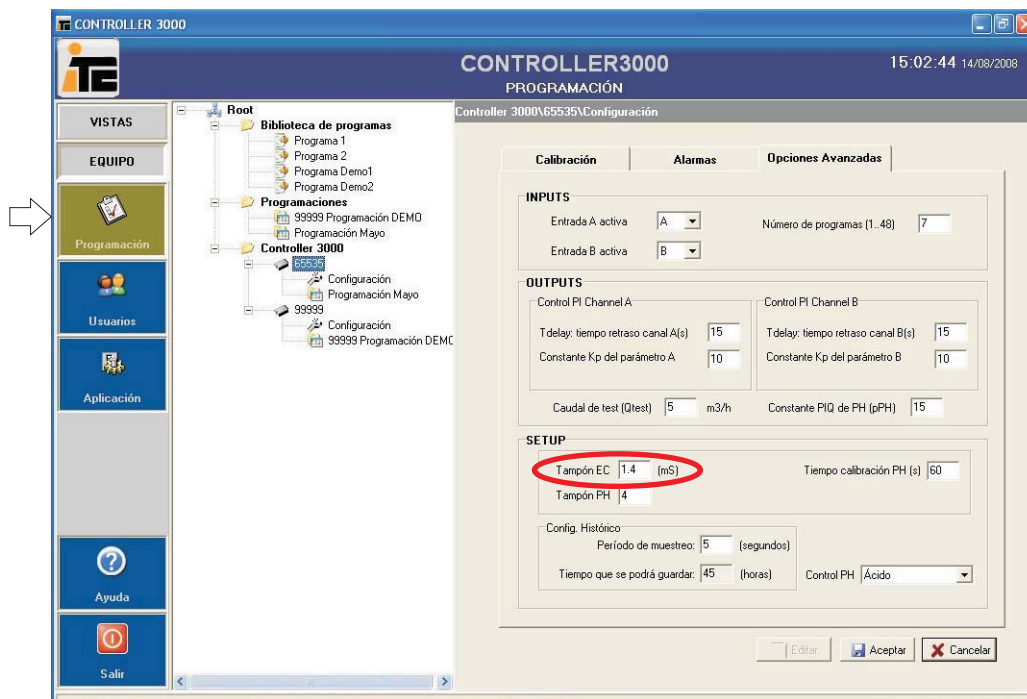 CONTROLLER 3000
iTC
CONTROLLER3000
PROGRAMACIÓN
15:02:44 14/08/2008
VISTAS
EQUIPO
Programación
Usuarios
Aplicación
Ayuda
Salir
Root
Biblioteca de programas
Programa 1
Programa 2
Programa Demo1
Programa Demo2
Programaciones
99999 Programación DEMO
Programación Mayo
Controller 3000
65535
Configuración
Programación Mayo
99999
Configuración
99999 Programación DEMO
Controller 3000\65535\Configuración
Calibración Alarmas Opciones Avanzadas
INPUTS
Entrada A activa A Número de programas (1..48) 7
Entrada B activa B
OUTPUTS
Control PI Channel A Control PI Channel B
Tdelay: tiempo retraso canal A(s) 15 Tdelay: tiempo retraso canal B(s) 15
Constante Kp del parámetro A 10 Constante Kp del parámetro B 10
Caudal de test (Qtest) 5 m3/h Constante PIQ de PH (pPH) 15
SETUP
Tampón EC 1.4 (mS) Tiempo calibración PH (s) 60
Tampón PH 4
Config. Histórico
Período de muestreo: 5 (segundos)
Tiempo que se podrá guardar: 45 (horas) Control PH Ácido
Editar Aceptar Cancelar